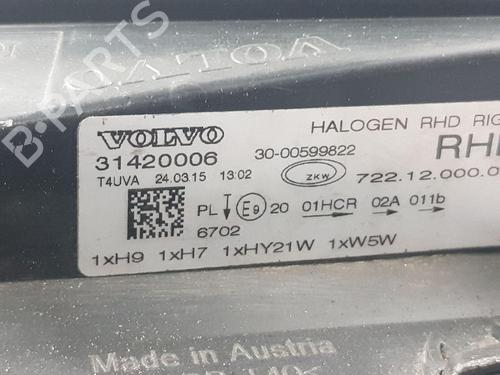 VOLVO
VOLVO HALOGEN RHD RIG
31420006 30-00599822 RH
T4UVA 24.03.15 13:02 ZKW 722.12.000.0
PL E9 20 01HCR 02A 011b
6702
1xH9 1xH7 1xHY21W 1xW5W
Made in Austria
B-PARTS